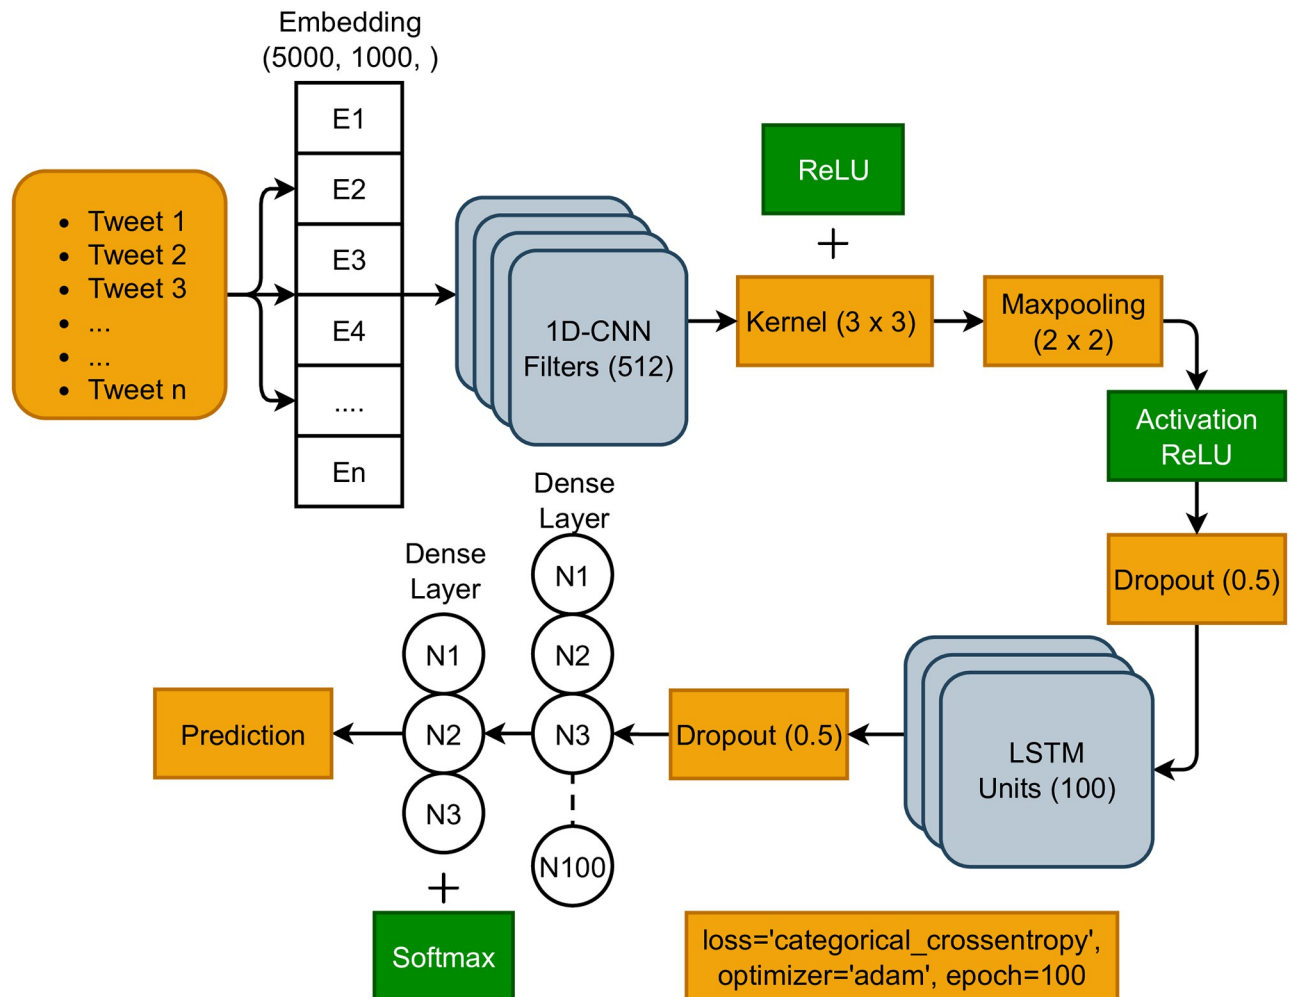 Embedding
(5000, 1000, )
E1
E2
E3
E4
....
En
• Tweet 1
• Tweet 2
• Tweet 3
• ...
• ...
• Tweet n
1D-CNN
Filters (512)
ReLU
+
Kernel (3 x 3)
Maxpooling
(2 x 2)
Activation
ReLU
Dropout (0.5)
LSTM
Units (100)
Dropout (0.5)
Dense
Layer
N1
N2
N3
N100
Dense
Layer
N1
N2
N3
+
Softmax
Prediction
loss='categorical_crossentropy',
optimizer='adam', epoch=100